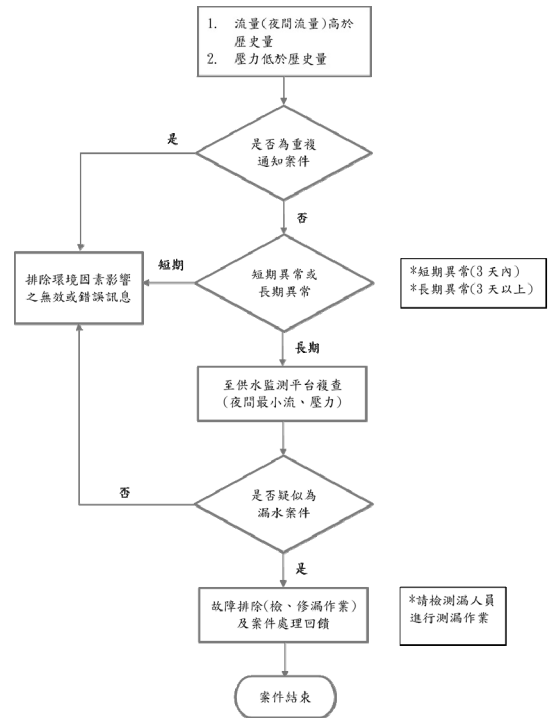 1. 流量(夜間流量)高於
歷史量
2. 壓力低於歷史量
是
是否為重複
通知案件
否
短期
排除環境因素影響
之無效或錯誤訊息
短期異常或
長期異常
*短期異常(3天內)
*長期異常(3天以上)
長期
至供水監測平台複查
(夜間最小流、壓力)
否
是否疑似為
漏水案件
是
故障排除(檢、修漏作業)
及案件處理回饋
*請檢測漏人員
進行測漏作業
案件結束